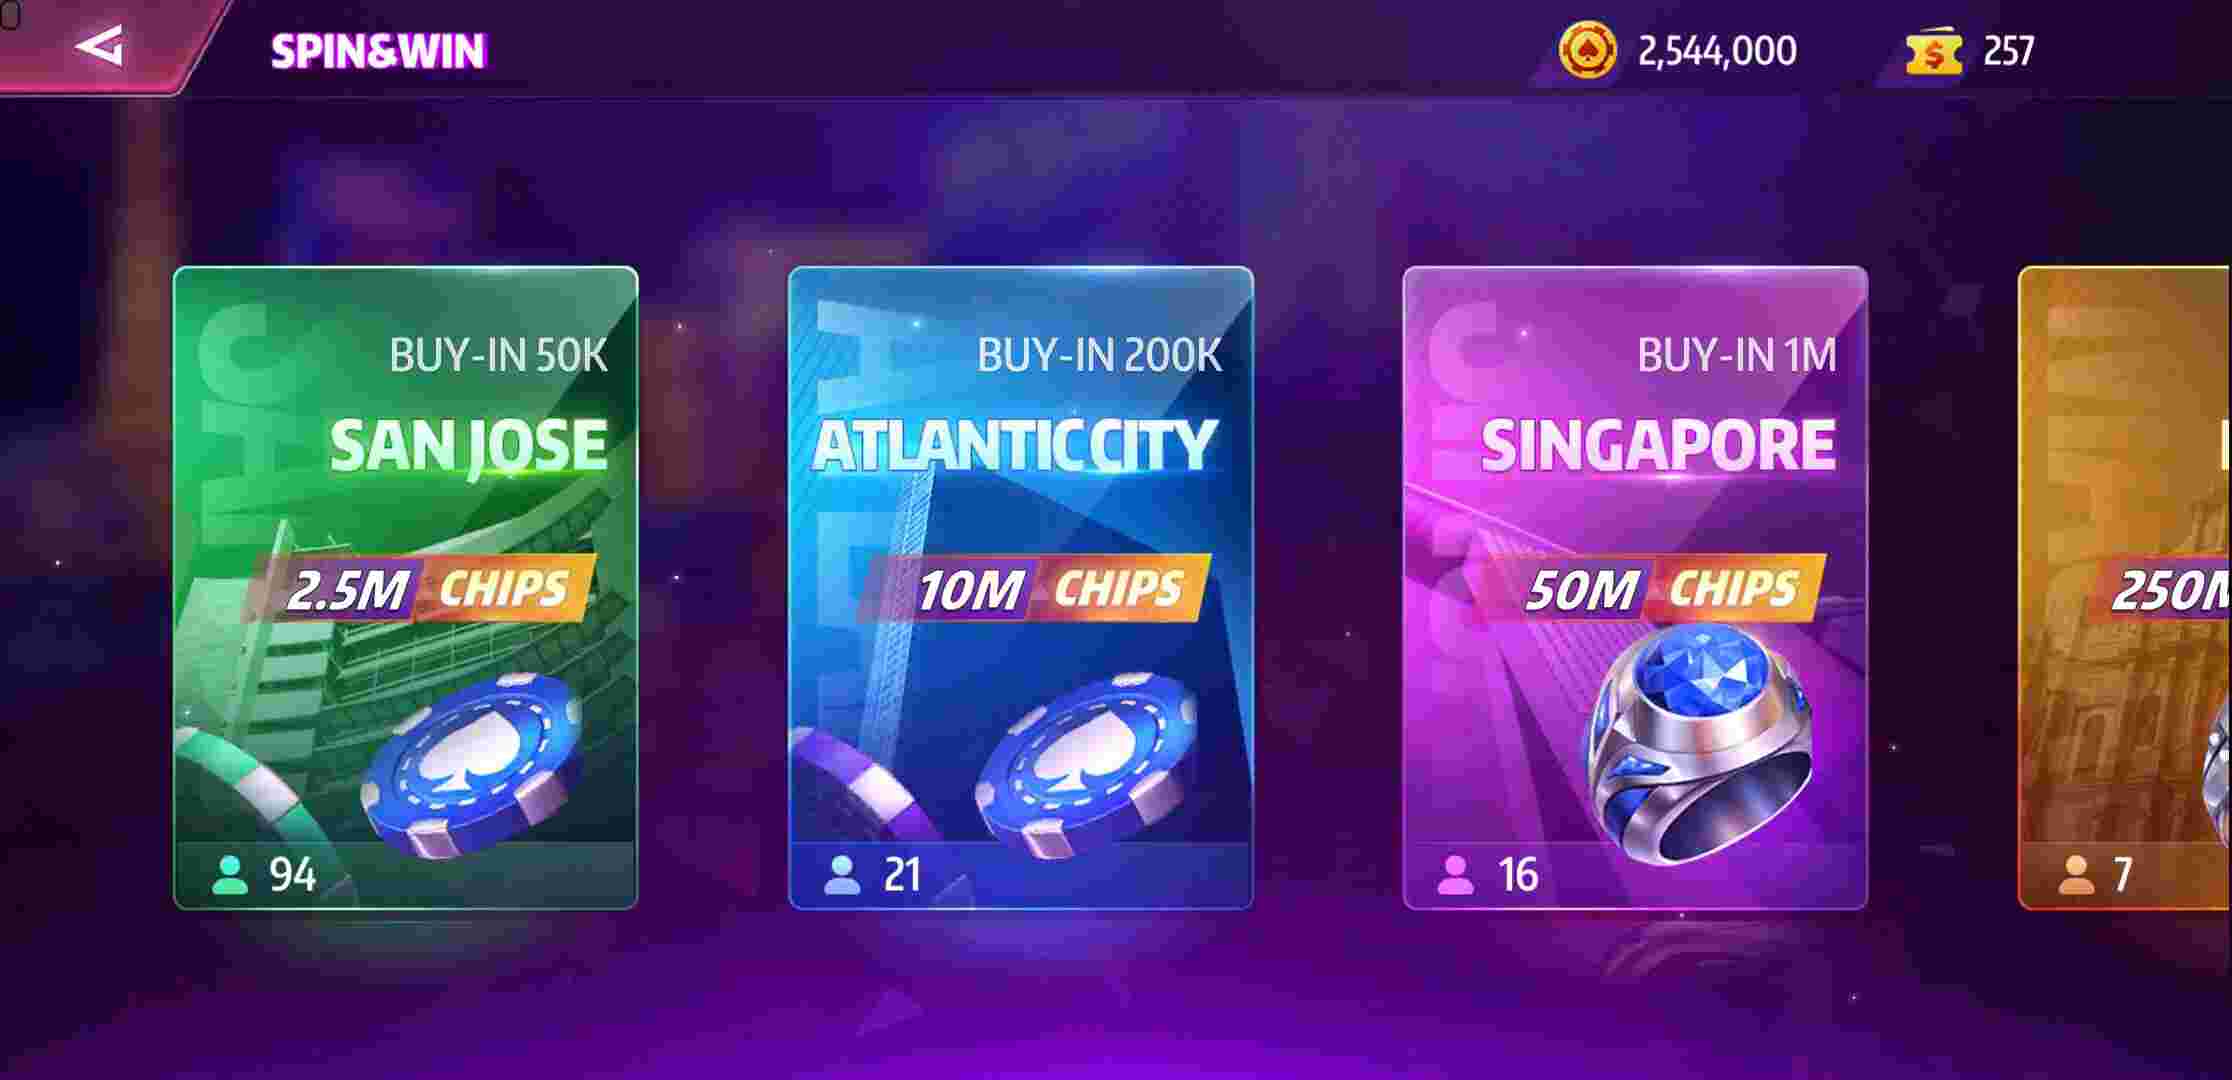 SPIN&WIN
2,544,000
257
BUY-IN 50K
SAN JOSE
2.5M CHIPS
94
BUY-IN 200K
ATLANTIC CITY
10M CHIPS
21
BUY-IN 1M
SINGAPORE
50M CHIPS
16
250M
7